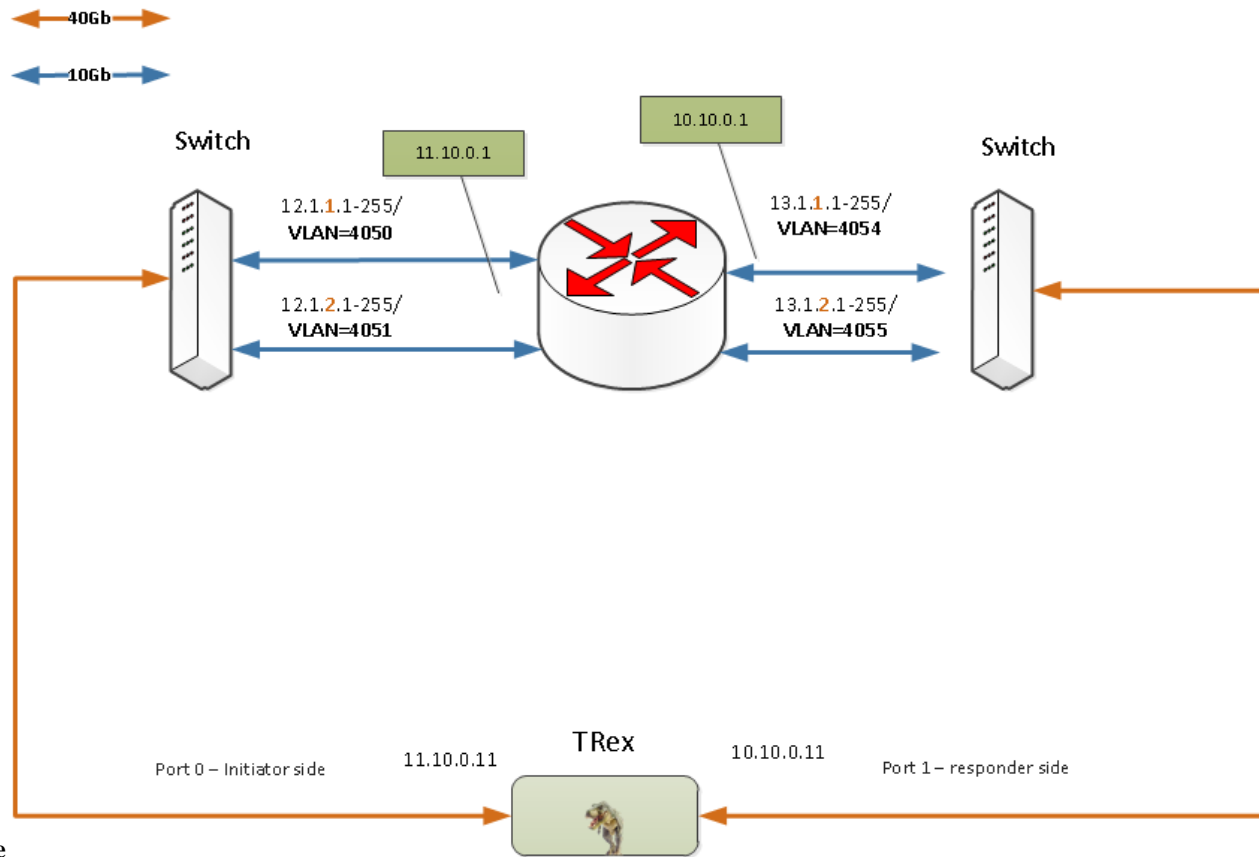 40Gb
10Gb
Switch
11.10.0.1
10.10.0.1
Switch
12.1.1.1-255/
VLAN=4050
13.1.1.1-255/
VLAN=4054
12.1.2.1-255/
VLAN=4051
13.1.2.1-255/
VLAN=4055
TRex
Port 0 – Initiator side
11.10.0.11
10.10.0.11
Port 1 – responder side
e